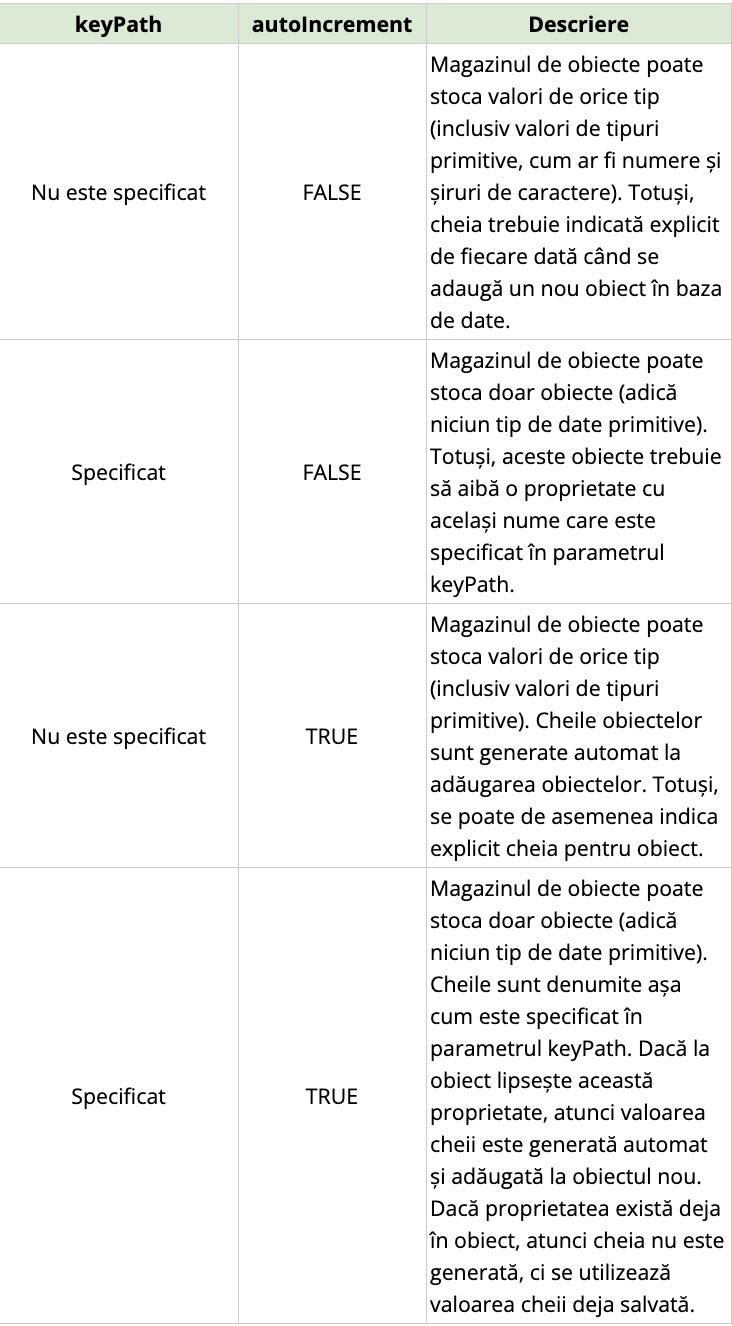 keyPath autoIncrement Descriere
Magazinul de obiecte poate
stoca valori de orice tip
(inclusiv valori de tipuri
primitive, cum ar fi numere și
Nu este specificat FALSE șiruri de caractere). Totuși,
cheia trebuie indicată explicit
de fiecare dată când se
adaugă un nou obiect în baza
de date.
Magazinul de obiecte poate
stoca doar obiecte (adică
niciun tip de date primitive).
Totuși, aceste obiecte trebuie
Specificat FALSE să aibă o proprietate cu
același nume care este
specificat în parametrul
keyPath.
Magazinul de obiecte poate
stoca valori de orice tip
(inclusiv valori de tipuri
primitive). Cheile obiectelor
Nu este specificat TRUE sunt generate automat la
adăugarea obiectelor. Totuși,
se poate de asemenea indica
explicit cheia pentru obiect.
Magazinul de obiecte poate
stoca doar obiecte (adică
niciun tip de date primitive).
Cheile sunt denumite așa
cum este specificat în
parametrul keyPath. Dacă la
obiect lipsește această
Specificat TRUE proprietate, atunci valoarea
cheii este generată automat
și adăugată la obiectul nou.
Dacă proprietatea există deja
în obiect, atunci cheia nu este
generată, ci se utilizează
valoarea cheii deja salvată.